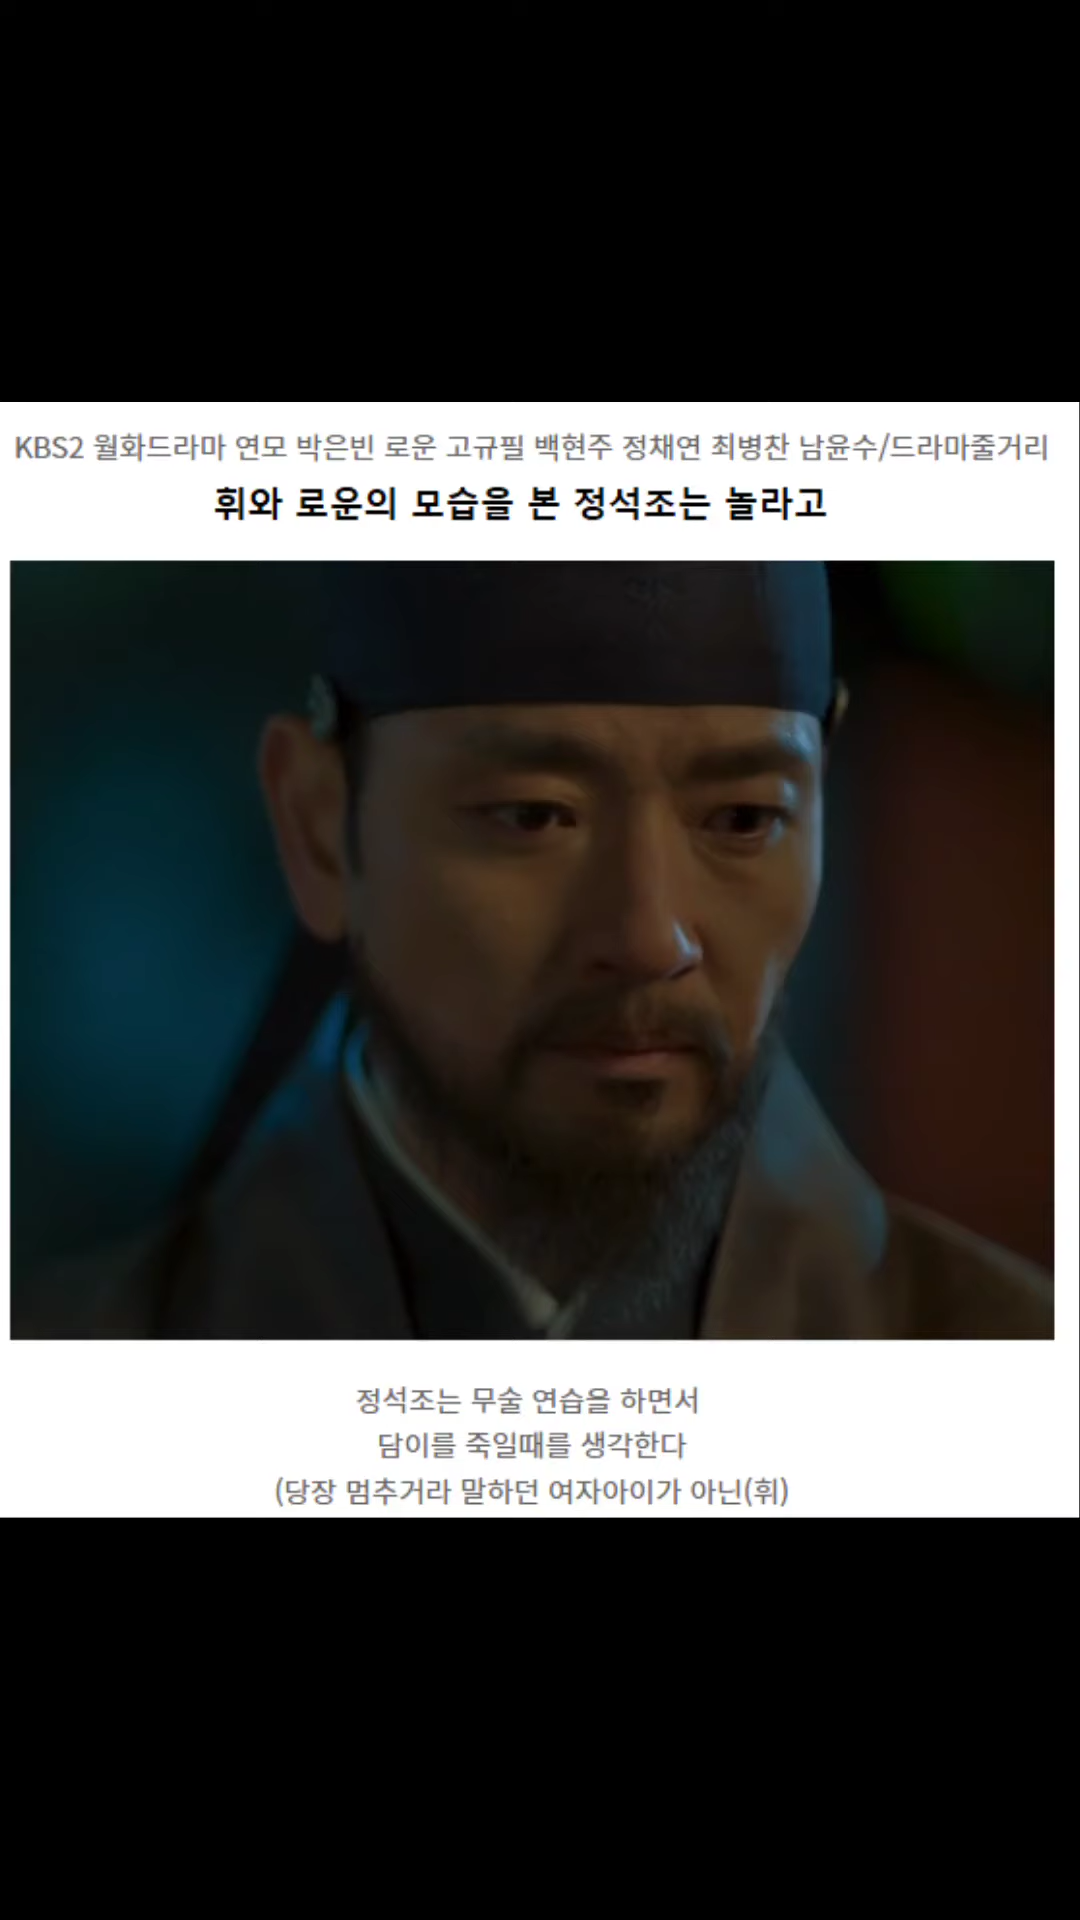 KBS2 월화드라마 연모 박은빈 로운 고규필 백현주 정채연 최병찬 남윤수/드라마줄거리
휘와 로운의 모습을 본 정석조는 놀라고
정석조는 무술 연습을 하면서
담이를 죽일때를 생각한다
(당장 멈추거라 말하던 여자아이가 아닌(휘)